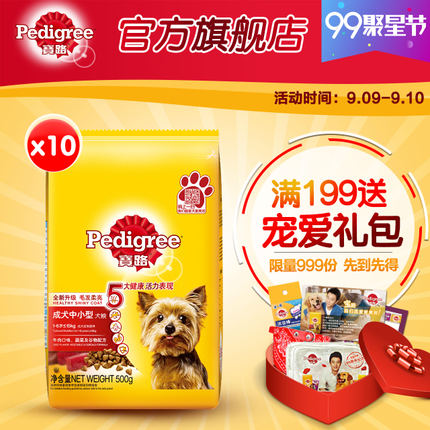 Pedigree
寶路
官方旗舰店
99聚星节
活动时间：9.09-9.10
x10
Pedigree
寶路
全新升级 毛发柔亮
HEALTHY SHINY COAT
5
大健康 活力表现
成犬中小型犬粮
牛肉口味，蔬菜及谷物配方
净含量NET WEIGHT 500g
满199送
宠爱礼包
限量999份 先到先得